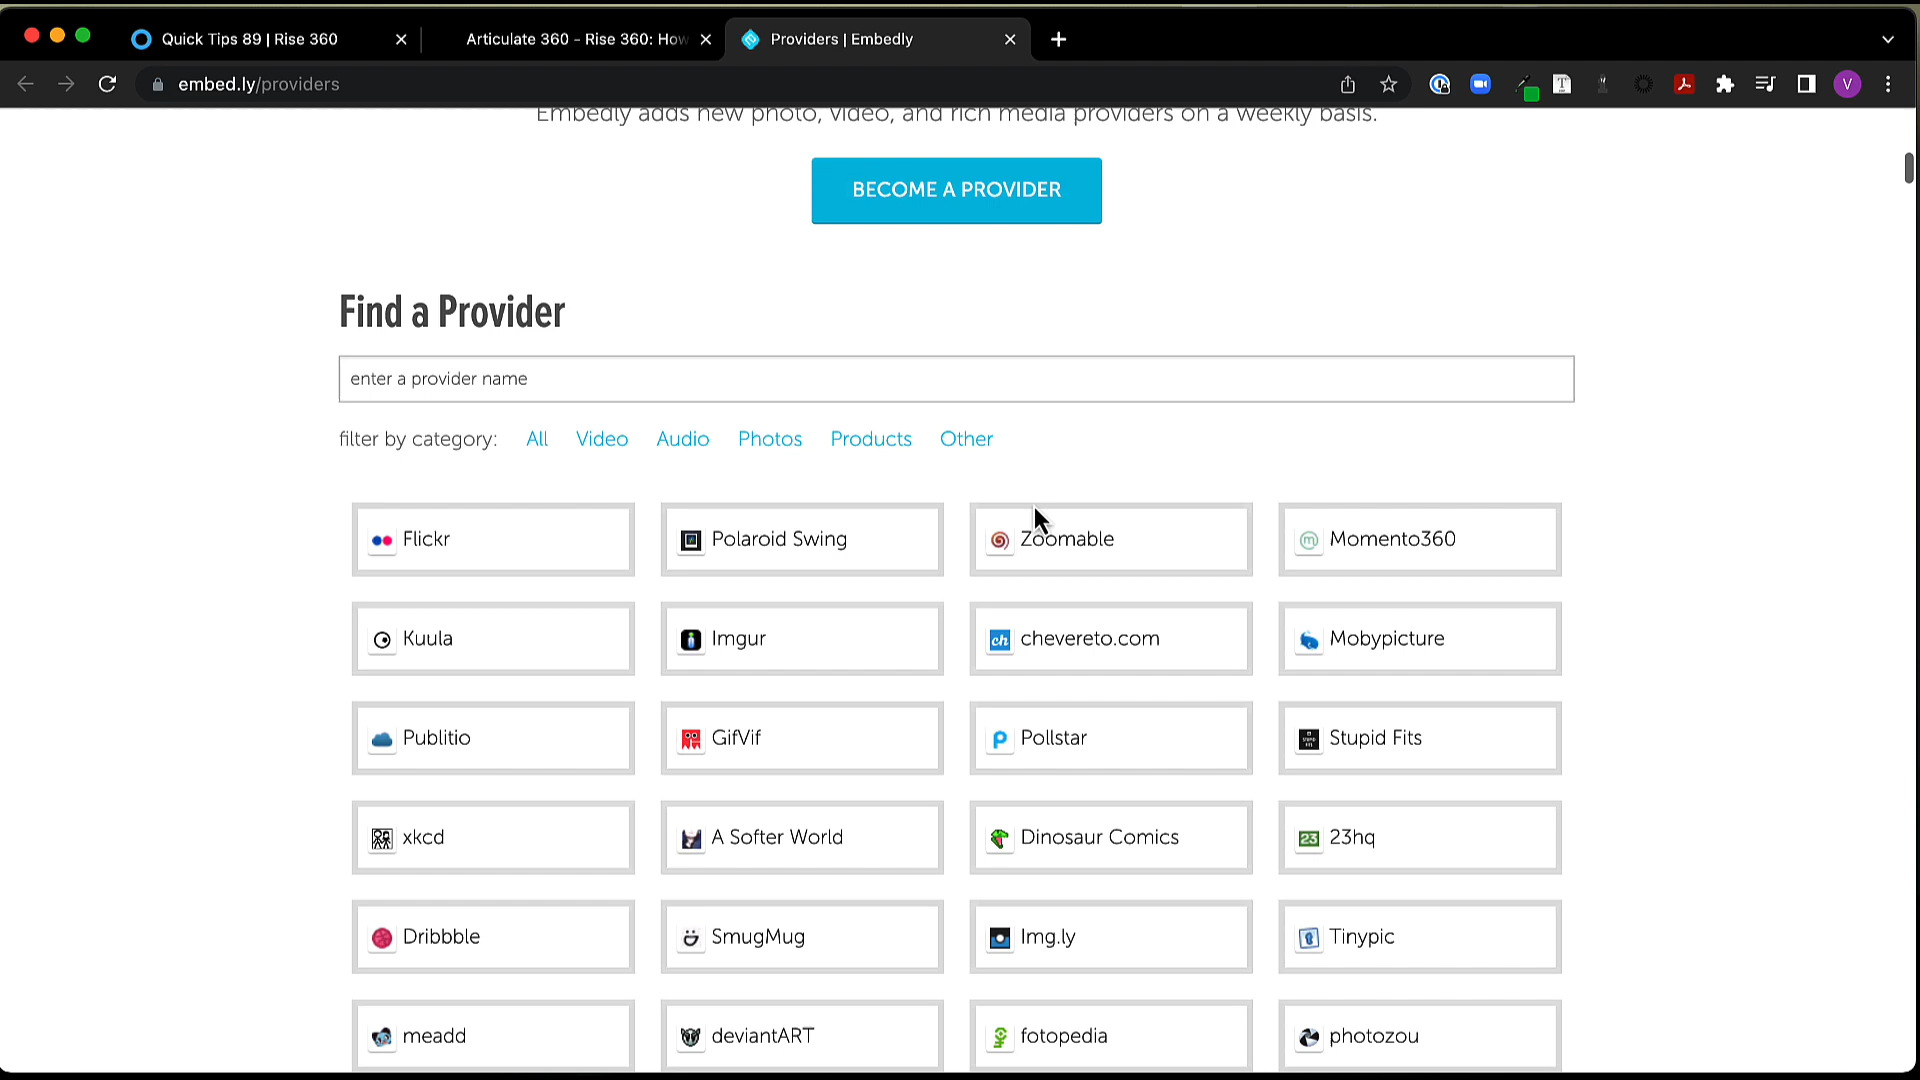 Quick Tips 89 | Rise 360
Articulate 360 - Rise 360: How
Providers | Embedly
embed.ly/providers
V
Embedly adds new photo, video, and rich media providers on a weekly basis.
BECOME A PROVIDER
Find a Provider
enter a provider name
filter by category: All Video Audio Photos Products Other
Flickr
Polaroid Swing
Zoomable
Momento360
Kuula
Imgur
chevereto.com
Mobypicture
Publitio
GifVif
Pollstar
Stupid Fits
xkcd
A Softer World
Dinosaur Comics
23hq
Dribbble
SmugMug
Img.ly
Tinypic
meadd
deviantART
fotopedia
photozou